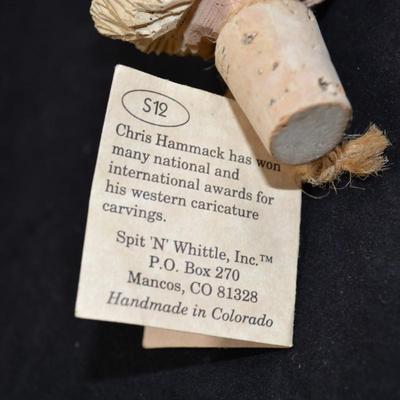 S12
Chris Hammack has won
many national and
international awards for
his western caricature
carvings.
Spit 'N' Whittle, Inc.™
P.O. Box 270
Mancos, CO 81328
Handmade in Colorado